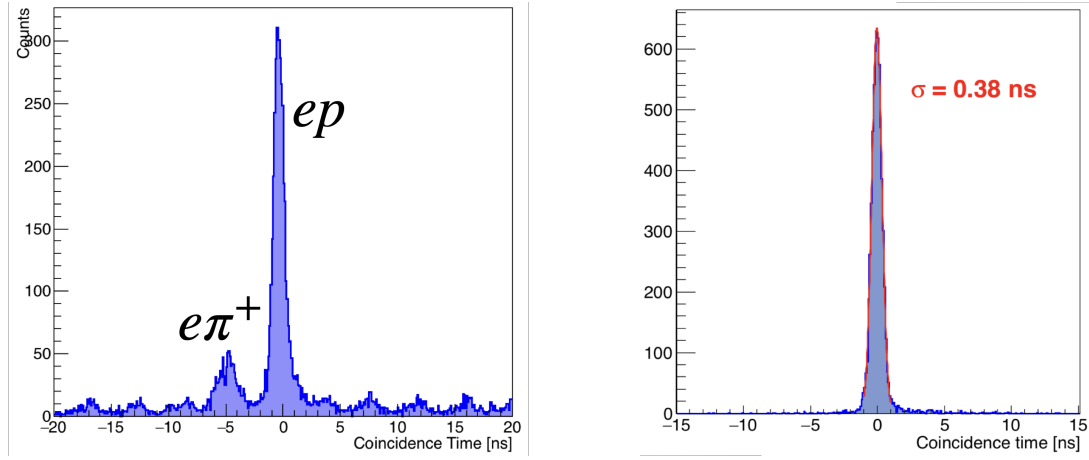 Counts
300
250
200
150
100
50
0
ep
eπ+
−20 −15 −10 −5 0 5 10 15 20
Coincidence Time [ns]
600
500
400
300
200
100
0
σ = 0.38 ns
−15 −10 −5 0 5 10 15
Coincidence time [ns]